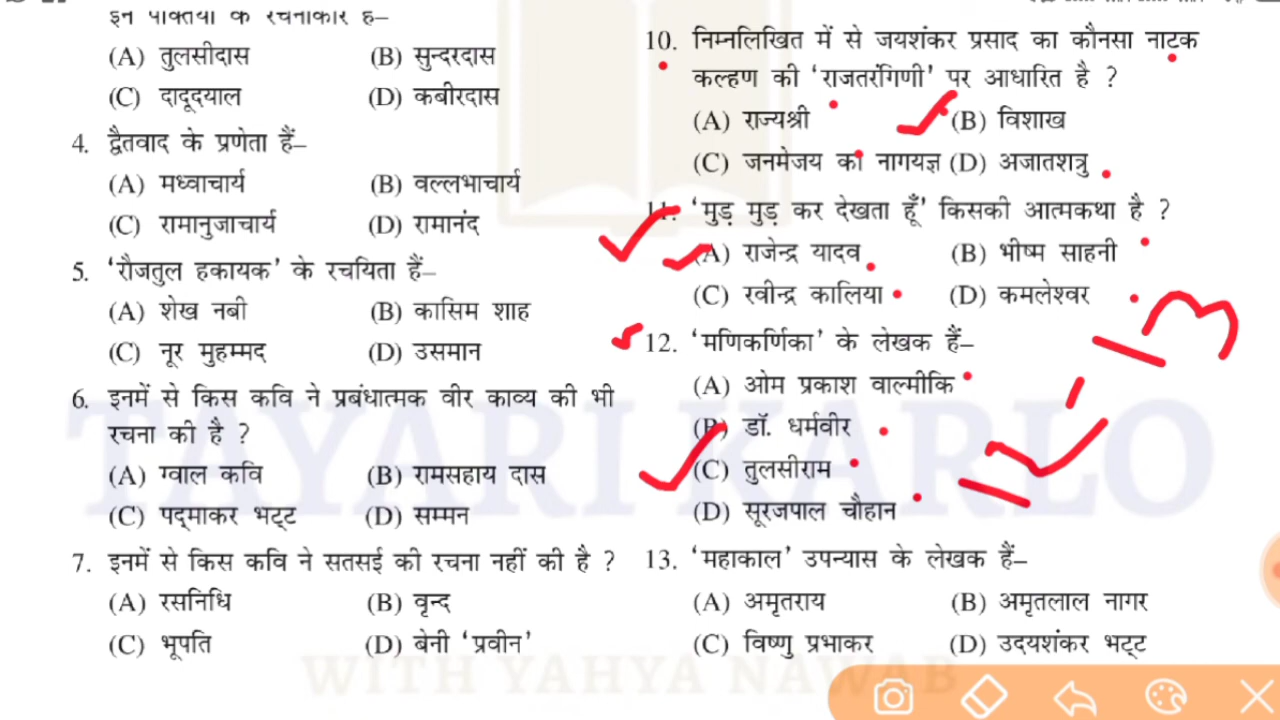 इन पंक्तियों के रचनाकार हैं–
(A) तुलसीदास (B) सुन्दरदास
(C) दादूदयाल (D) कबीरदास
4. द्वैतवाद के प्रणेता हैं–
(A) मध्वाचार्य (B) वल्लभाचार्य
(C) रामानुजाचार्य (D) रामानंद
5. 'रौजतुल हकायक' के रचयिता हैं–
(A) शेख नबी (B) कासिम शाह
(C) नूर मुहम्मद (D) उसमान
6. इनमें से किस कवि ने प्रबंधात्मक वीर काव्य की भी
रचना की है ?
(A) ग्वाल कवि (B) रामसहाय दास
(C) पद्माकर भट्ट (D) सम्मन
7. इनमें से किस कवि ने सतसई की रचना नहीं की है ?
(A) रसनिधि (B) वृन्द
(C) भूपति (D) बेनी 'प्रवीन'
10. निम्नलिखित में से जयशंकर प्रसाद का कौनसा नाटक
कल्हण की 'राजतरंगिणी' पर आधारित है ?
(A) राज्यश्री (B) विशाख
(C) जनमेजय का नागयज्ञ (D) अजातशत्रु
11. 'मुड़ मुड़ कर देखता हूँ' किसकी आत्मकथा है ?
(A) राजेन्द्र यादव (B) भीष्म साहनी
(C) रवीन्द्र कालिया (D) कमलेश्वर
12. 'मणिकर्णिका' के लेखक हैं–
(A) ओम प्रकाश वाल्मीकि
(B) डॉ. धर्मवीर
(C) तुलसीराम
(D) सूरजपाल चौहान
13. 'महाकाल' उपन्यास के लेखक हैं–
(A) अमृतराय (B) अमृतलाल नागर
(C) विष्णु प्रभाकर (D) उदयशंकर भट्ट
TAYARI KARLO
WITH YAHYA NAWAB